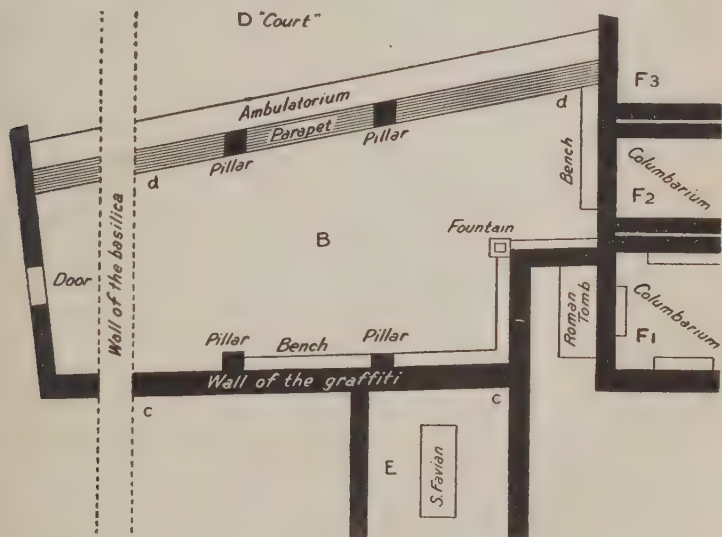 D "Court"
Ambulatorium
Parapet
Pillar
Pillar
d
d
Bench
F3
F2
Columbarium
B
Fountain
Door
Wall of the basilica
Roman
Tomb
Columbarium
F1
Pillar
Bench
Pillar
Wall of the graffiti
c
c
E
S. Favian